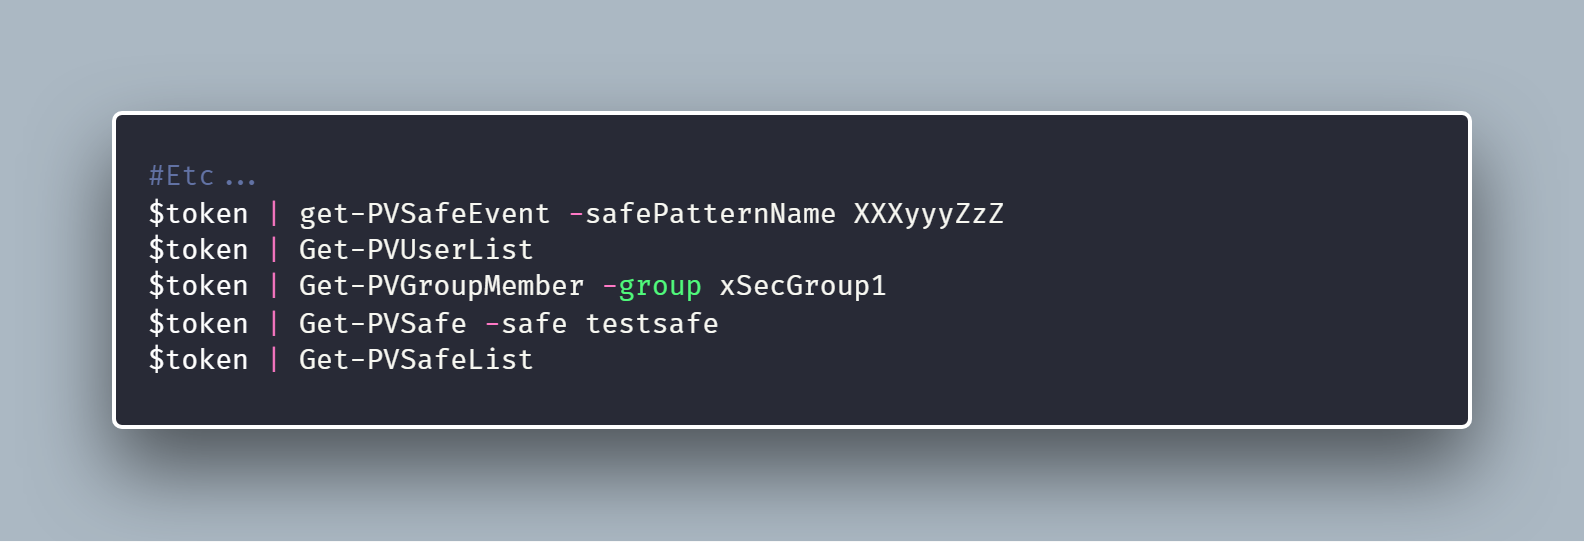 #Etc...
$token | get-PVSafeEvent -safePatternName XXXyyyZzZ
$token | Get-PVUserList
$token | Get-PVGroupMember -group xSecGroup1
$token | Get-PVSafe -safe testsafe
$token | Get-PVSafeList